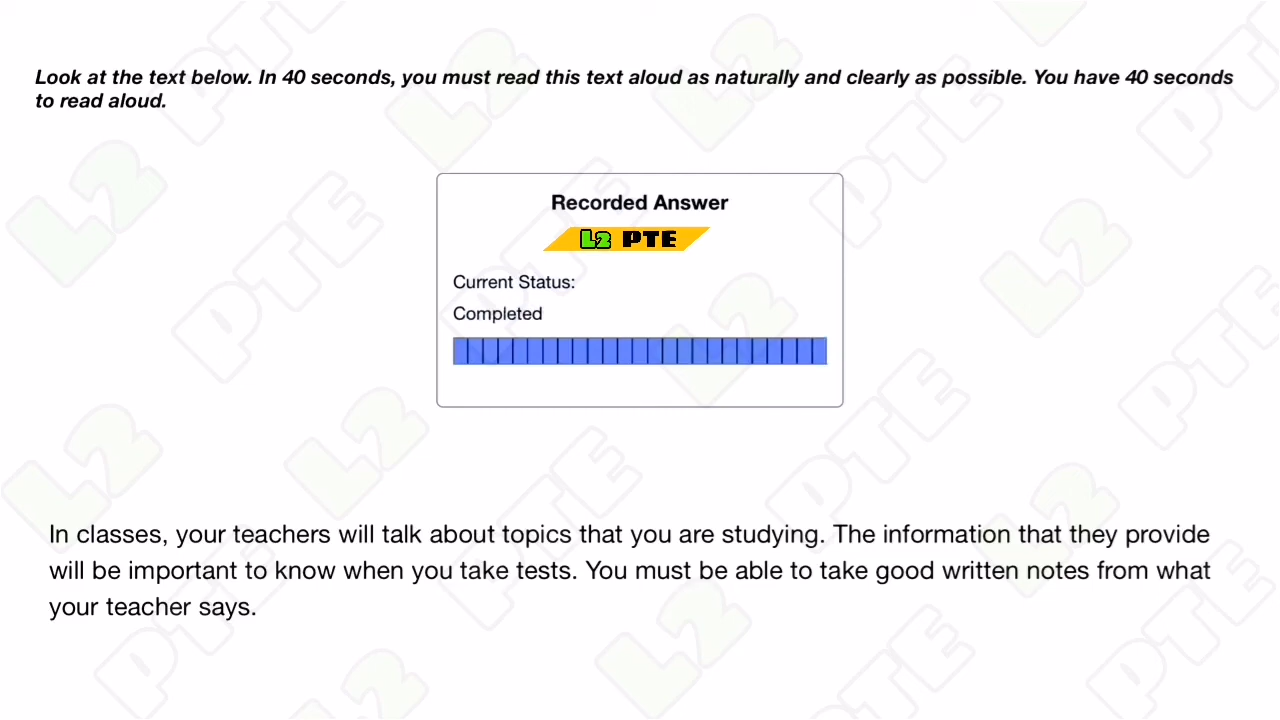 Look at the text below. In 40 seconds, you must read this text aloud as naturally and clearly as possible. You have 40 seconds
to read aloud.
Recorded Answer
L2 PTE
Current Status:
Completed
In classes, your teachers will talk about topics that you are studying. The information that they provide
will be important to know when you take tests. You must be able to take good written notes from what
your teacher says.